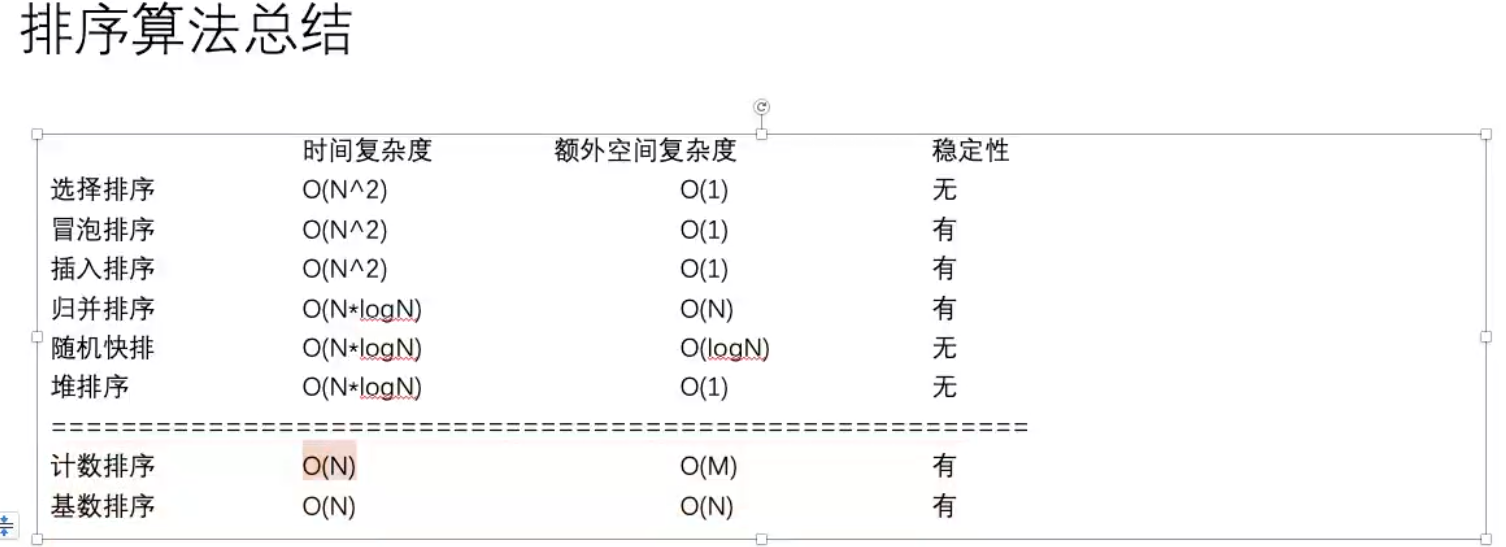 排序算法总结
时间复杂度 额外空间复杂度 稳定性
选择排序 O(N^2) O(1) 无
冒泡排序 O(N^2) O(1) 有
插入排序 O(N^2) O(1) 有
归并排序 O(N*logN) O(N) 有
随机快排 O(N*logN) O(logN) 无
堆排序 O(N*logN) O(1) 无
========================================================
计数排序 O(N) O(M) 有
基数排序 O(N) O(N) 有